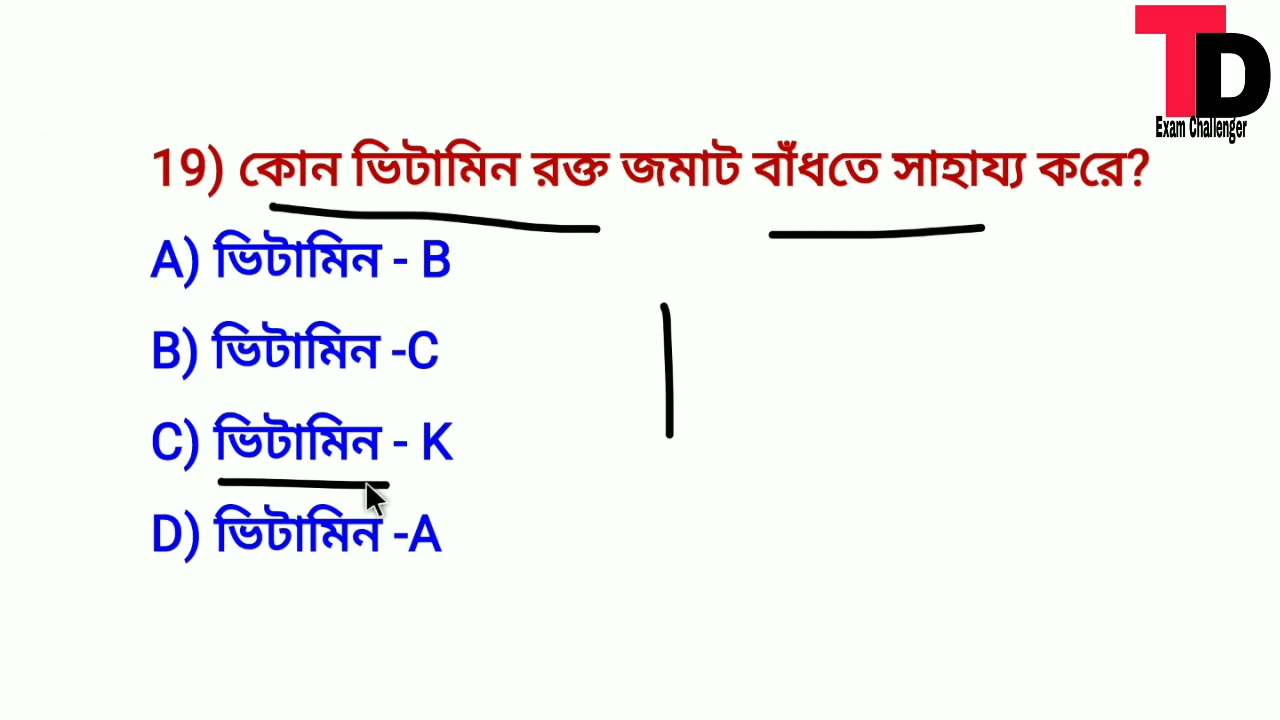 TD
Exam Challenger
19) কোন ভিটামিন রক্ত জমাট বাঁধতে সাহায্য করে?
A) ভিটামিন - B
B) ভিটামিন -C
C) ভিটামিন - K
D) ভিটামিন -A